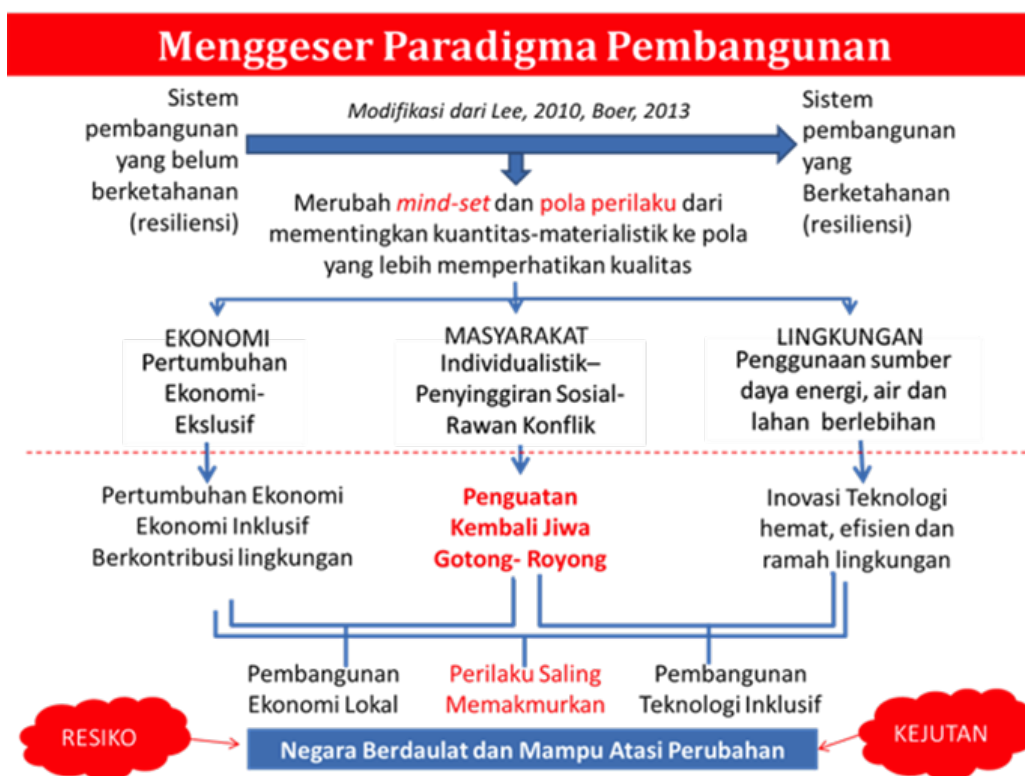 Menggeser Paradigma Pembangunan
Sistem
pembangunan
yang belum
berketahanan
(resiliensi)
Modifikasi dari Lee, 2010, Boer, 2013
Sistem
pembangunan
yang
Berketahanan
(resiliensi)
Merubah mind-set dan pola perilaku dari
mementingkan kuantitas-materialistik ke pola
yang lebih memperhatikan kualitas
EKONOMI
Pertumbuhan
Ekonomi-
Ekslusif
MASYARAKAT
Individualistik–
Penyinggiran Sosial-
Rawan Konflik
LINGKUNGAN
Penggunaan sumber
daya energi, air dan
lahan berlebihan
Pertumbuhan Ekonomi
Ekonomi Inklusif
Berkontribusi lingkungan
Penguatan
Kembali Jiwa
Gotong- Royong
Inovasi Teknologi
hemat, efisien dan
ramah lingkungan
Pembangunan
Ekonomi Lokal
Perilaku Saling
Memakmurkan
Pembangunan
Teknologi Inklusif
RESIKO
Negara Berdaulat dan Mampu Atasi Perubahan
KEJUTAN